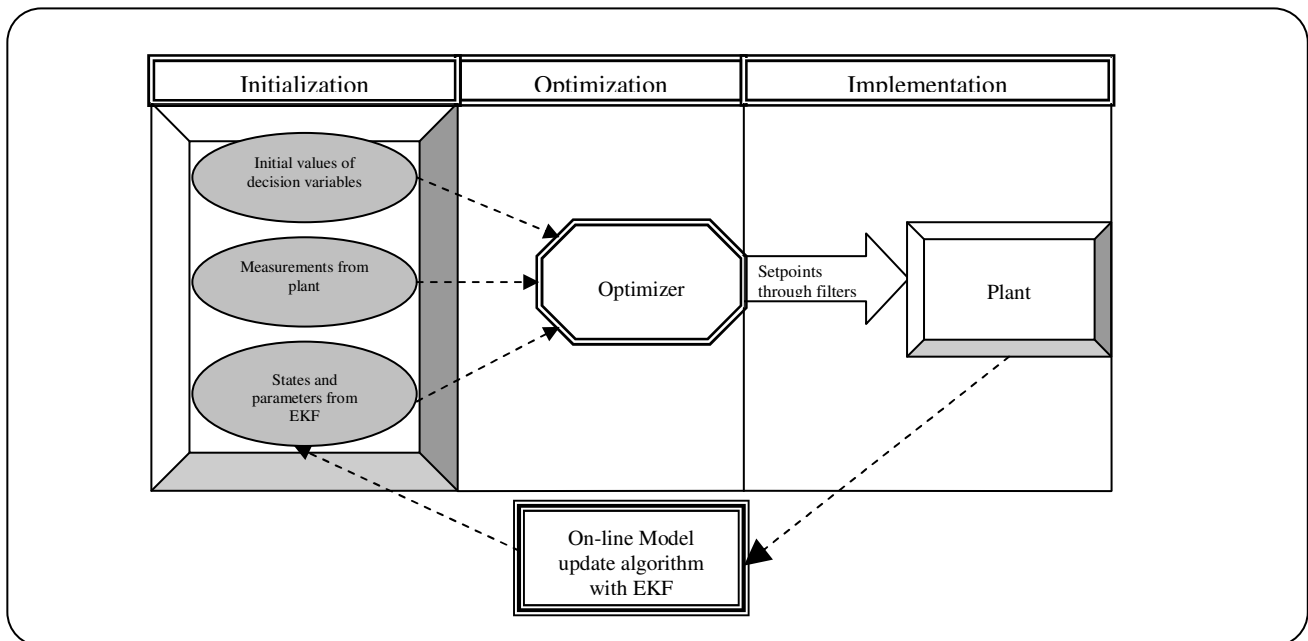 Initialization
Optimization
Implementation
Initial values of
decision variables
Measurements from
plant
States and
parameters from
EKF
Optimizer
Setpoints
through filters
Plant
On-line Model
update algorithm
with EKF